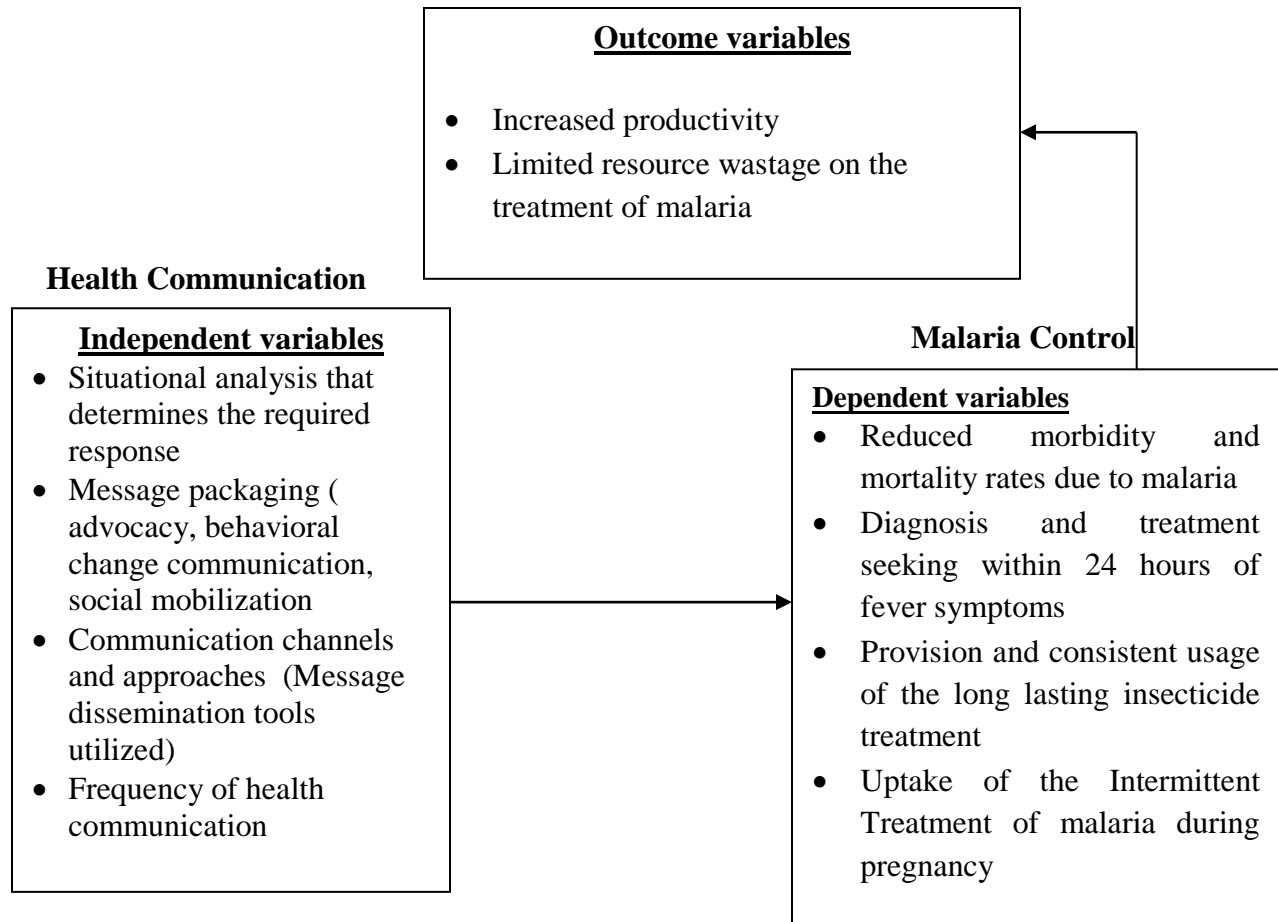 Outcome variables
• Increased productivity
• Limited resource wastage on the
treatment of malaria
Health Communication
Independent variables
• Situational analysis that
determines the required
response
• Message packaging (
advocacy, behavioral
change communication,
social mobilization
• Communication channels
and approaches (Message
dissemination tools
utilized)
• Frequency of health
communication
Malaria Control
Dependent variables
• Reduced morbidity and
mortality rates due to malaria
• Diagnosis and treatment
seeking within 24 hours of
fever symptoms
• Provision and consistent usage
of the long lasting insecticide
treatment
• Uptake of the Intermittent
Treatment of malaria during
pregnancy